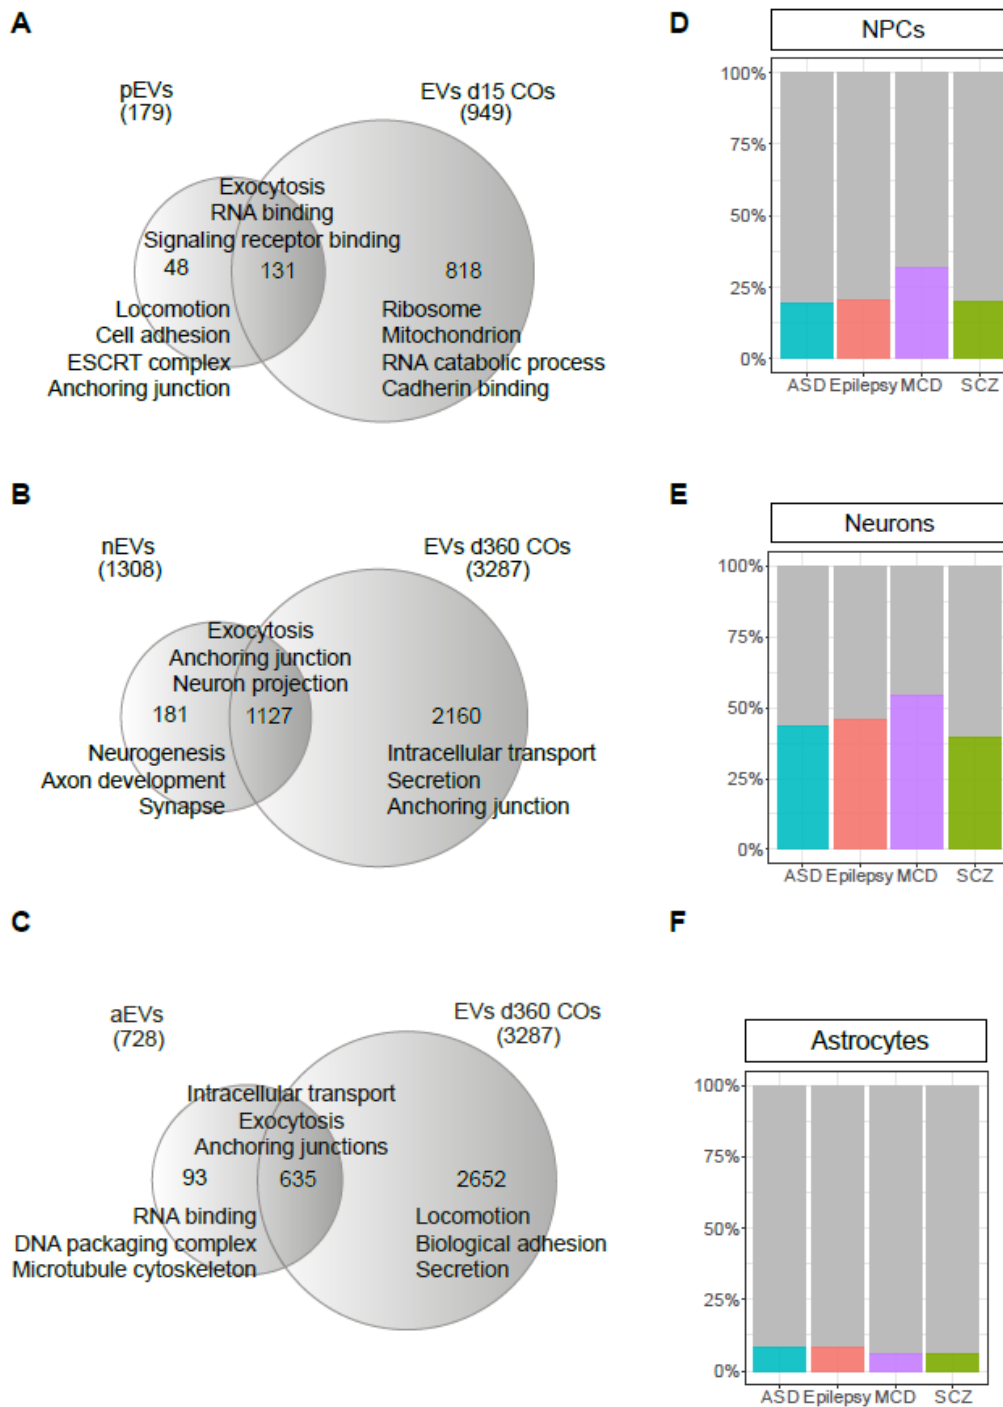 A
pEVs
(179)
EVs d15 COs
(949)
Exocytosis
RNA binding
Signaling receptor binding
48
131
818
Locomotion
Cell adhesion
ESCRT complex
Anchoring junction
Ribosome
Mitochondrion
RNA catabolic process
Cadherin binding
D
NPCs
100%
75%
50%
25%
0%
ASD Epilepsy MCD SCZ
B
nEVs
(1308)
EVs d360 COs
(3287)
Exocytosis
Anchoring junction
Neuron projection
181
1127
2160
Neurogenesis
Axon development
Synapse
Intracellular transport
Secretion
Anchoring junction
E
Neurons
100%
75%
50%
25%
0%
ASD Epilepsy MCD SCZ
C
aEVs
(728)
EVs d360 COs
(3287)
Intracellular transport
Exocytosis
Anchoring junctions
93
635
2652
RNA binding
DNA packaging complex
Microtubule cytoskeleton
Locomotion
Biological adhesion
Secretion
F
Astrocytes
100%
75%
50%
25%
0%
ASD Epilepsy MCD SCZ